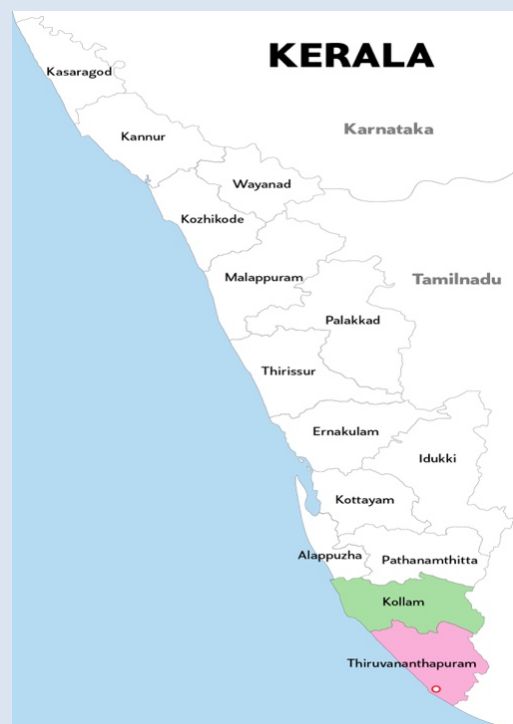 KERALA
Kasaragod
Karnataka
Kannur
Wayanad
Kozhikode
Malappuram
Tamilnadu
Palakkad
Thirissur
Ernakulam
Idukki
Kottayam
Alappuzha
Pathanamthitta
Kollam
Thiruvananthapuram